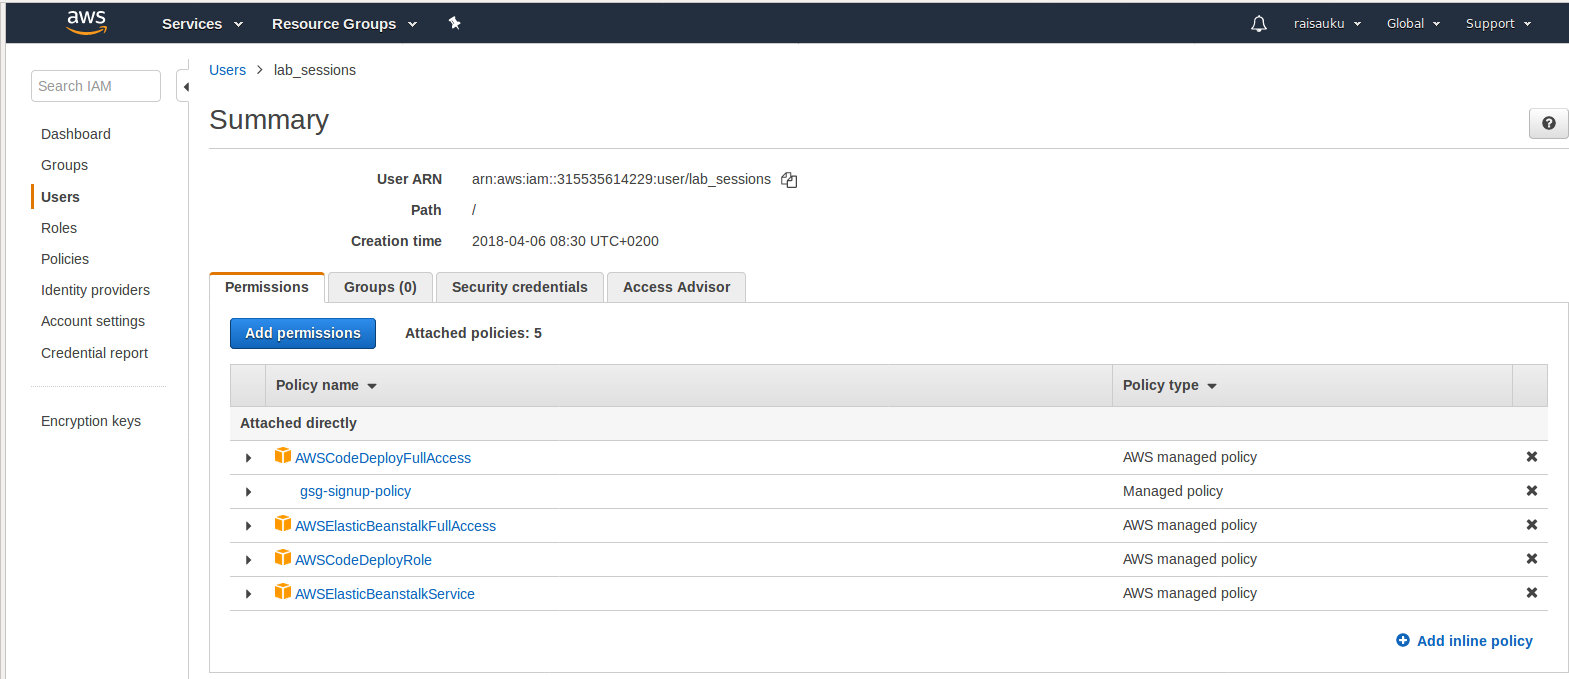 aws Services Resource Groups raisauku Global Support
Search IAM
Dashboard
Groups
Users
Roles
Policies
Identity providers
Account settings
Credential report
Encryption keys
Users > lab_sessions
Summary
User ARN arn:aws:iam::315535614229:user/lab_sessions
Path /
Creation time 2018-04-06 08:30 UTC+0200
Permissions Groups (0) Security credentials Access Advisor
Add permissions Attached policies: 5
Policy name Policy type
Attached directly
AWSCodeDeployFullAccess AWS managed policy
gsg-signup-policy Managed policy
AWSElasticBeanstalkFullAccess AWS managed policy
AWSCodeDeployRole AWS managed policy
AWSElasticBeanstalkService AWS managed policy
Add inline policy